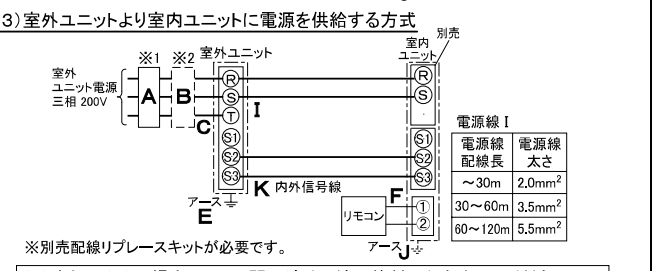 3）室外ユニットより室内ユニットに電源を供給する方式
※1 ※2 室外ユニット
室内ユニット
別売
室外
ユニット電源
三相 200V
A
B
C
R
S
T
S1
S2
S3
I
R
S
S1
S2
S3
K 内外信号線
アース
E
リモコン
F
①
②
アース
J
電源線 I
電源線配線長 電源線太さ
～30m 2.0mm²
30～60m 3.5mm²
60～120m 5.5mm²
※別売配線リプレースキットが必要です。